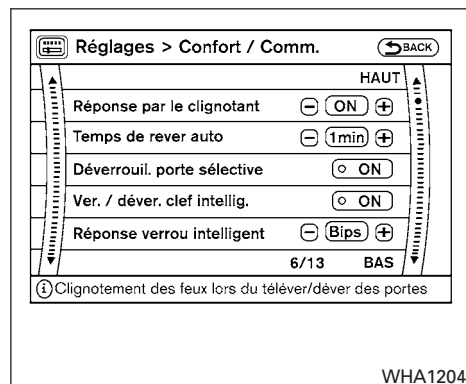 Réglages > Confort / Comm. BACK
HAUT
Réponse par le clignotant ON
Temps de rever auto 1min
Déverrouil. porte sélective ON
Ver. / déver. clef intellig. ON
Réponse verrou intelligent Bips
6/13 BAS
Clignotement des feux lors du téléver/déver des portes
WHA1204